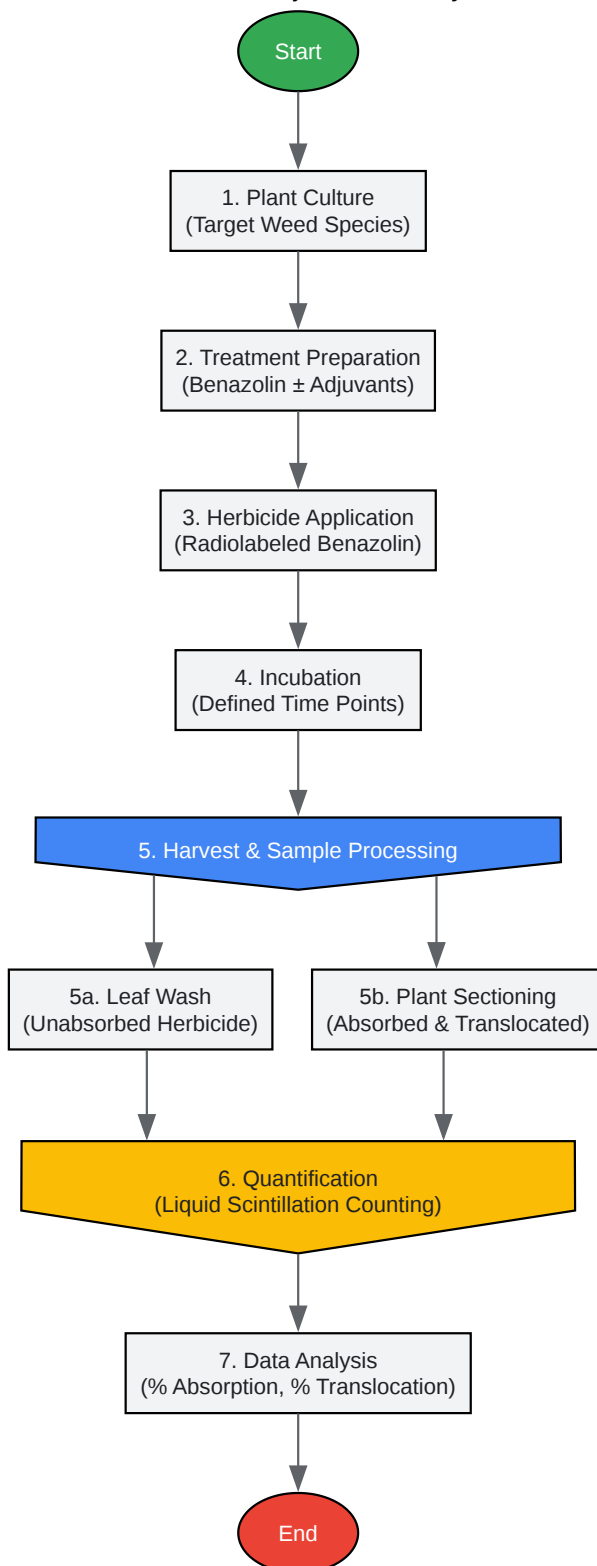 Start
1. Plant Culture
(Target Weed Species)
2. Treatment Preparation
(Benazolin ± Adjuvants)
3. Herbicide Application
(Radiolabeled Benazolin)
4. Incubation
(Defined Time Points)
5. Harvest & Sample Processing
5a. Leaf Wash
(Unabsorbed Herbicide)
5b. Plant Sectioning
(Absorbed & Translocated)
6. Quantification
(Liquid Scintillation Counting)
7. Data Analysis
(% Absorption, % Translocation)
End